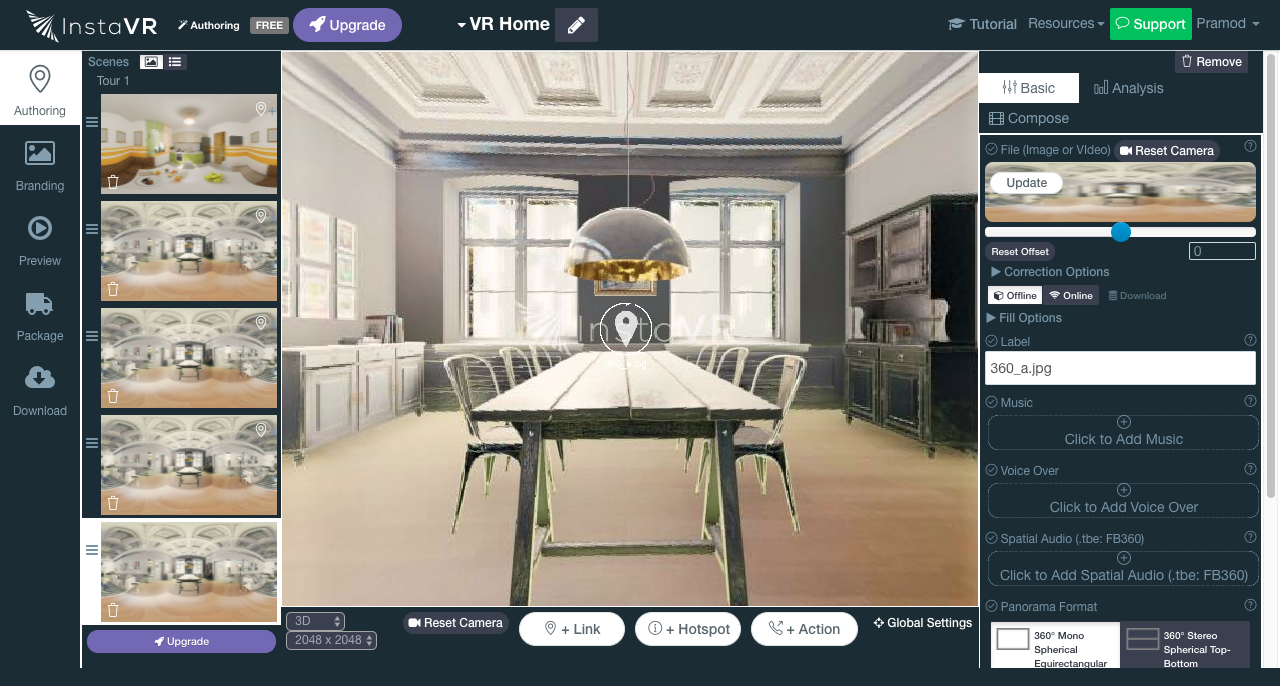 InstaVR
Authoring
FREE
Upgrade
VR Home
Tutorial
Resources
Support
Pramod
Authoring
Branding
Preview
Package
Download
Scenes
Tour 1
Upgrade
InstaVR
3D
2048 x 2048
Reset Camera
+ Link
+ Hotspot
+ Action
Global Settings
Remove
Basic
Analysis
Compose
File (Image or VIdeo)
Reset Camera
Update
Reset Offset
0
Correction Options
Offline
Online
Download
Fill Options
Label
360_a.jpg
Music
Click to Add Music
Voice Over
Click to Add Voice Over
Spatial Audio (.tbe: FB360)
Click to Add Spatial Audio (.tbe: FB360)
Panorama Format
360° Mono
Spherical
Equirectangular
360° Stereo
Spherical Top-
Bottom